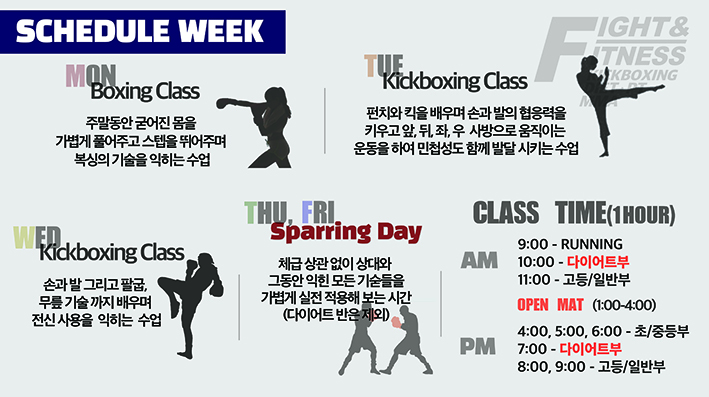 SCHEDULE WEEK
FIGHT&
FITNESS
MON
Boxing Class
주말동안 굳어진 몸을
가볍게 풀어주고 스텝을 뛰어주며
복싱의 기술을 익히는 수업
TUE
Kickboxing Class
펀치와 킥을 배우며 손과 발의 협응력을
키우고 앞, 뒤, 좌, 우 사방으로 움직이는
운동을 하여 민첩성도 함께 발달 시키는 수업
WED
Kickboxing Class
손과 발 그리고 팔굽,
무릎 기술 까지 배우며
전신 사용을 익히는 수업
THU, FRI
Sparring Day
체급 상관 없이 상대와
그동안 익힌 모든 기술들을
가볍게 실전 적용해 보는 시간
(다이어트 반은 제외)
CLASS TIME(1HOUR)
AM
9:00 - RUNNING
10:00 - 다이어트부
11:00 - 고등/일반부
OPEN MAT (1:00-4:00)
PM
4:00, 5:00, 6:00 - 초/중등부
7:00 - 다이어트부
8:00, 9:00 - 고등/일반부